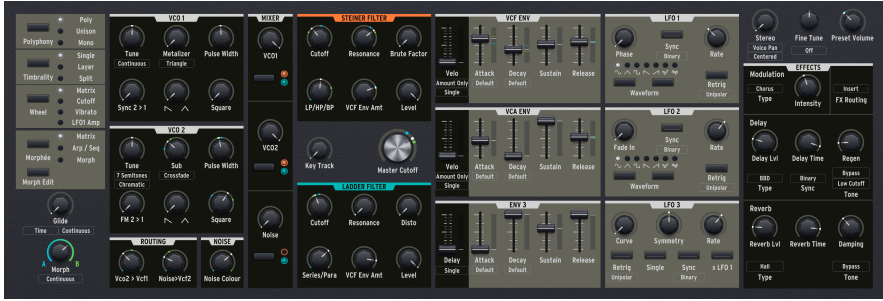 Poly
Unison
Polyphony Mono
Single
Layer
Timbrality Split
Matrix
Cutoff
Wheel Vibrato
LFO1 Amp
Matrix
Morphée Arp / Seq
Morph
Morph Edit
Glide
Time Continuous
A Morph B
Continuous
VCO 1
Tune Metalizer Pulse Width
Continuous Triangle
Sync 2 > 1 Square
VCO 2
Tune Sub Pulse Width
7 Semitones Crossfade
Chromatic
FM 2 > 1 Square
ROUTING NOISE
Vco2 > Vcf1 Noise>Vcf2 Noise Colour
MIXER
VCO1
VCO2
Noise
STEINER FILTER
Cutoff Resonance Brute Factor
LP/HP/BP VCF Env Amt Level
Key Track Master Cutoff
LADDER FILTER
Cutoff Resonance Disto
Series/Para VCF Env Amt Level
VCF ENV
Velo Attack Decay Sustain Release
Amount Only Default Default
Single
VCA ENV
Velo Attack Decay Sustain Release
Amount Only Default Default
Single
ENV 3
Delay Attack Decay Sustain Release
Single Default Default
LFO 1
Phase Sync Rate
Binary
Waveform Retrig
Unipolar
LFO 2
Fade In Sync Rate
Binary
Waveform Retrig
Unipolar
LFO 3
Curve Symmetry Rate
Retrig Single Sync x LFO 1
Unipolar Binary
Stereo Fine Tune Preset Volume
Voice Pan Off
Centered
EFFECTS
Modulation
Chorus Insert
Type Intensity FX Routing
Delay
Delay Lvl Delay Time Regen
BBD Binary Bypass
Type Sync Low Cutoff
Tone
Reverb
Reverb Lvl Reverb Time Damping
Hall Bypass
Type Tone